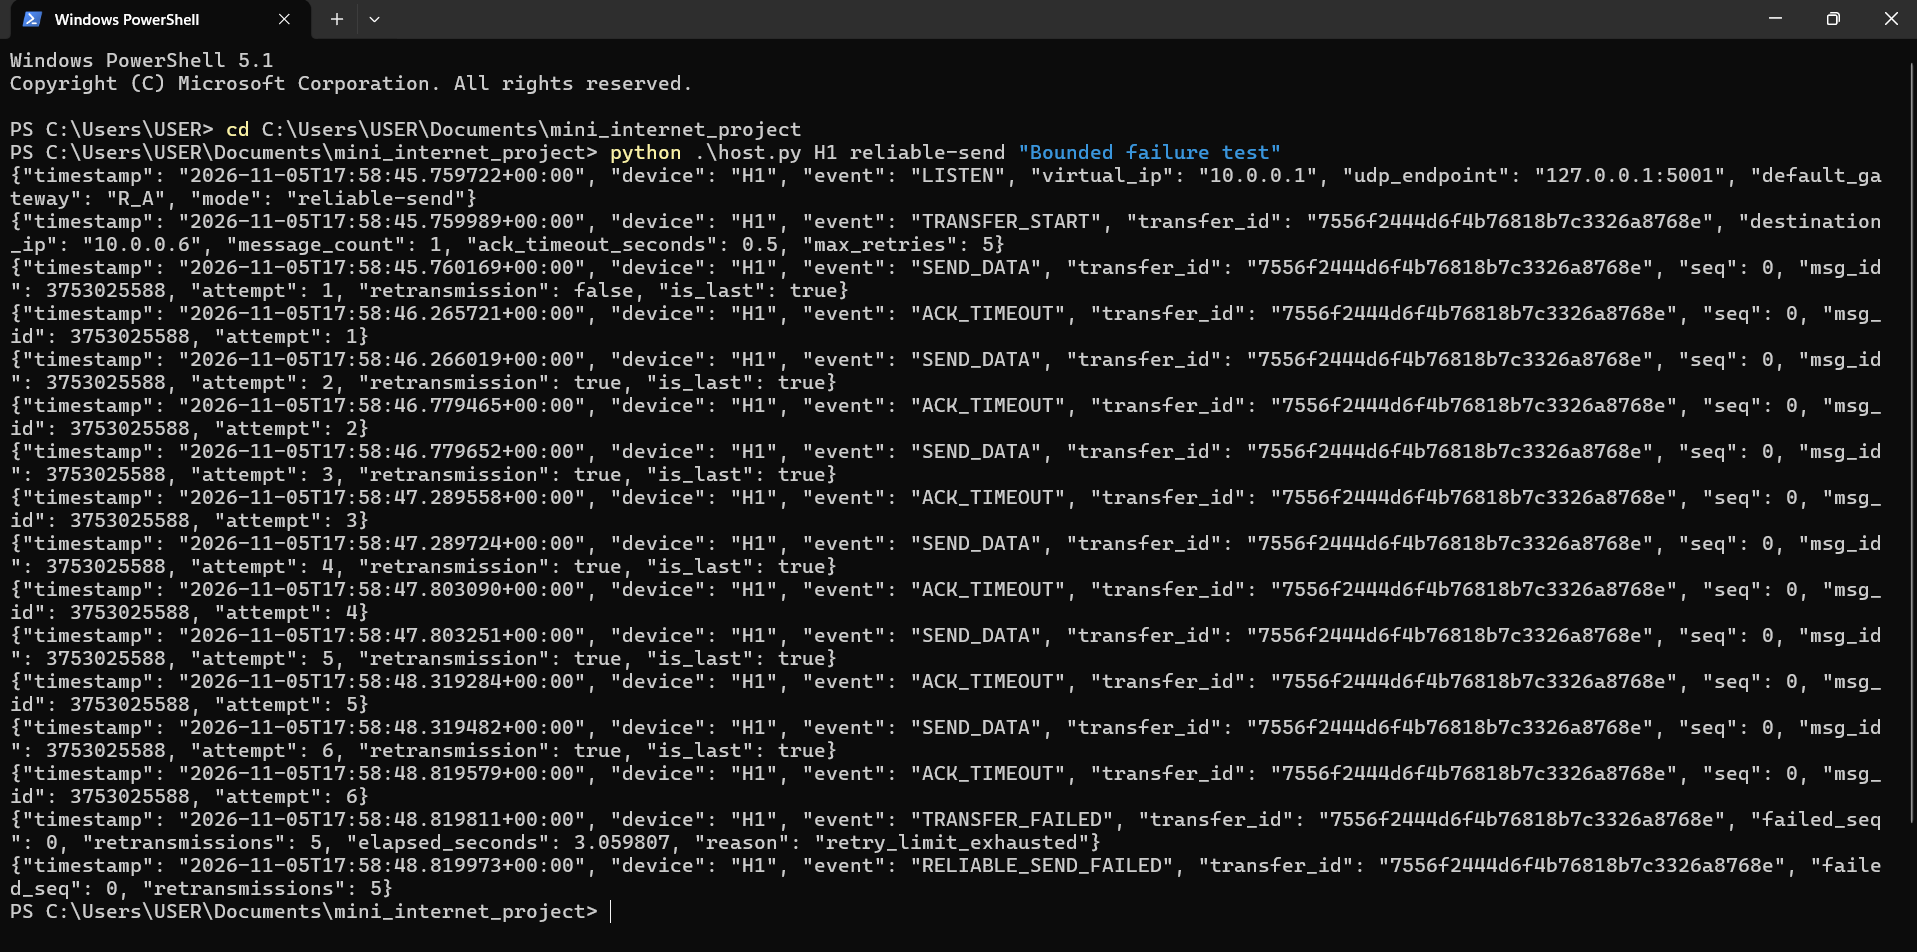 Windows PowerShell
Windows PowerShell 5.1
Copyright (C) Microsoft Corporation. All rights reserved.
PS C:\Users\USER> cd C:\Users\USER\Documents\mini_internet_project
PS C:\Users\USER\Documents\mini_internet_project> python .\host.py H1 reliable-send "Bounded failure test"
{"timestamp": "2026-11-05T17:58:45.759722+00:00", "device": "H1", "event": "LISTEN", "virtual_ip": "10.0.0.1", "udp_endpoint": "127.0.0.1:5001", "default_ga
teway": "R_A", "mode": "reliable-send"}
{"timestamp": "2026-11-05T17:58:45.759989+00:00", "device": "H1", "event": "TRANSFER_START", "transfer_id": "7556f2444d6f4b76818b7c3326a8768e", "destination
_ip": "10.0.0.6", "message_count": 1, "ack_timeout_seconds": 0.5, "max_retries": 5}
{"timestamp": "2026-11-05T17:58:45.760169+00:00", "device": "H1", "event": "SEND_DATA", "transfer_id": "7556f2444d6f4b76818b7c3326a8768e", "seq": 0, "msg_id
": 3753025588, "attempt": 1, "retransmission": false, "is_last": true}
{"timestamp": "2026-11-05T17:58:46.265721+00:00", "device": "H1", "event": "ACK_TIMEOUT", "transfer_id": "7556f2444d6f4b76818b7c3326a8768e", "seq": 0, "msg_
id": 3753025588, "attempt": 1}
{"timestamp": "2026-11-05T17:58:46.266019+00:00", "device": "H1", "event": "SEND_DATA", "transfer_id": "7556f2444d6f4b76818b7c3326a8768e", "seq": 0, "msg_id
": 3753025588, "attempt": 2, "retransmission": true, "is_last": true}
{"timestamp": "2026-11-05T17:58:46.779465+00:00", "device": "H1", "event": "ACK_TIMEOUT", "transfer_id": "7556f2444d6f4b76818b7c3326a8768e", "seq": 0, "msg_
id": 3753025588, "attempt": 2}
{"timestamp": "2026-11-05T17:58:46.779652+00:00", "device": "H1", "event": "SEND_DATA", "transfer_id": "7556f2444d6f4b76818b7c3326a8768e", "seq": 0, "msg_id
": 3753025588, "attempt": 3, "retransmission": true, "is_last": true}
{"timestamp": "2026-11-05T17:58:47.289558+00:00", "device": "H1", "event": "ACK_TIMEOUT", "transfer_id": "7556f2444d6f4b76818b7c3326a8768e", "seq": 0, "msg_
id": 3753025588, "attempt": 3}
{"timestamp": "2026-11-05T17:58:47.289724+00:00", "device": "H1", "event": "SEND_DATA", "transfer_id": "7556f2444d6f4b76818b7c3326a8768e", "seq": 0, "msg_id
": 3753025588, "attempt": 4, "retransmission": true, "is_last": true}
{"timestamp": "2026-11-05T17:58:47.803090+00:00", "device": "H1", "event": "ACK_TIMEOUT", "transfer_id": "7556f2444d6f4b76818b7c3326a8768e", "seq": 0, "msg_
id": 3753025588, "attempt": 4}
{"timestamp": "2026-11-05T17:58:47.803251+00:00", "device": "H1", "event": "SEND_DATA", "transfer_id": "7556f2444d6f4b76818b7c3326a8768e", "seq": 0, "msg_id
": 3753025588, "attempt": 5, "retransmission": true, "is_last": true}
{"timestamp": "2026-11-05T17:58:48.319284+00:00", "device": "H1", "event": "ACK_TIMEOUT", "transfer_id": "7556f2444d6f4b76818b7c3326a8768e", "seq": 0, "msg_
id": 3753025588, "attempt": 5}
{"timestamp": "2026-11-05T17:58:48.319482+00:00", "device": "H1", "event": "SEND_DATA", "transfer_id": "7556f2444d6f4b76818b7c3326a8768e", "seq": 0, "msg_id
": 3753025588, "attempt": 6, "retransmission": true, "is_last": true}
{"timestamp": "2026-11-05T17:58:48.819579+00:00", "device": "H1", "event": "ACK_TIMEOUT", "transfer_id": "7556f2444d6f4b76818b7c3326a8768e", "seq": 0, "msg_
id": 3753025588, "attempt": 6}
{"timestamp": "2026-11-05T17:58:48.819811+00:00", "device": "H1", "event": "TRANSFER_FAILED", "transfer_id": "7556f2444d6f4b76818b7c3326a8768e", "failed_seq
": 0, "retransmissions": 5, "elapsed_seconds": 3.059807, "reason": "retry_limit_exhausted"}
{"timestamp": "2026-11-05T17:58:48.819973+00:00", "device": "H1", "event": "RELIABLE_SEND_FAILED", "transfer_id": "7556f2444d6f4b76818b7c3326a8768e", "faile
d_seq": 0, "retransmissions": 5}
PS C:\Users\USER\Documents\mini_internet_project>